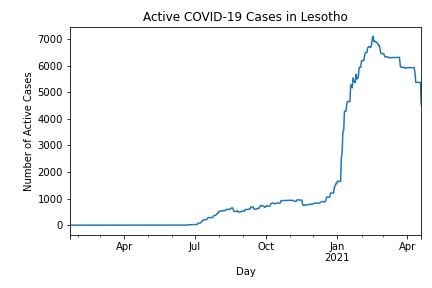 Active COVID-19 Cases in Lesotho
7000
6000
5000
4000
3000
2000
1000
0
Number of Active Cases
Apr
Jul
Oct
Jan
2021
Apr
Day